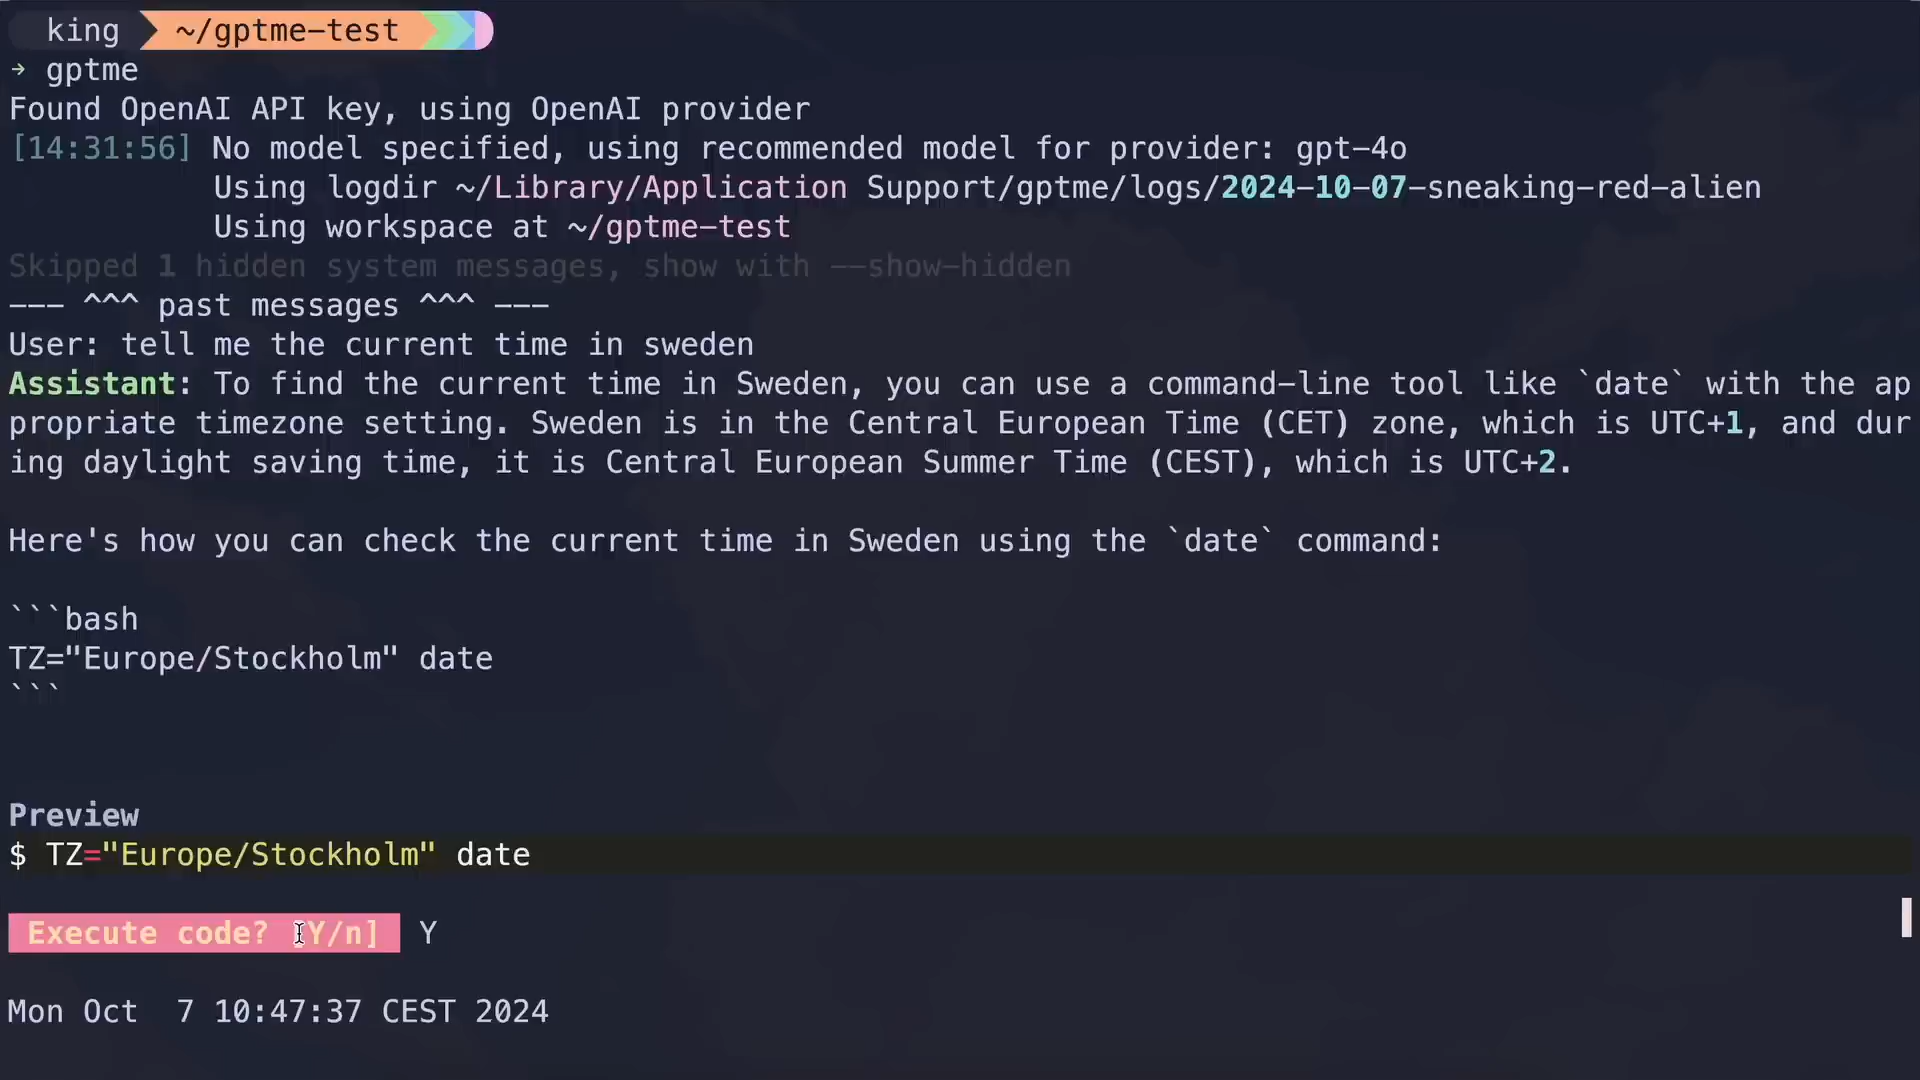 king ~/gptme-test
→ gptme
Found OpenAI API key, using OpenAI provider
[14:31:56] No model specified, using recommended model for provider: gpt-4o
Using logdir ~/Library/Application Support/gptme/logs/2024-10-07-sneaking-red-alien
Using workspace at ~/gptme-test
Skipped 1 hidden system messages, show with --show-hidden
--- ^^^ past messages ^^^ ---
User: tell me the current time in sweden
Assistant: To find the current time in Sweden, you can use a command-line tool like `date` with the ap
propriate timezone setting. Sweden is in the Central European Time (CET) zone, which is UTC+1, and dur
ing daylight saving time, it is Central European Summer Time (CEST), which is UTC+2.
Here's how you can check the current time in Sweden using the `date` command:
```bash
TZ="Europe/Stockholm" date
```
Preview
$ TZ="Europe/Stockholm" date
Execute code? [Y/n] Y
Mon Oct  7 10:47:37 CEST 2024